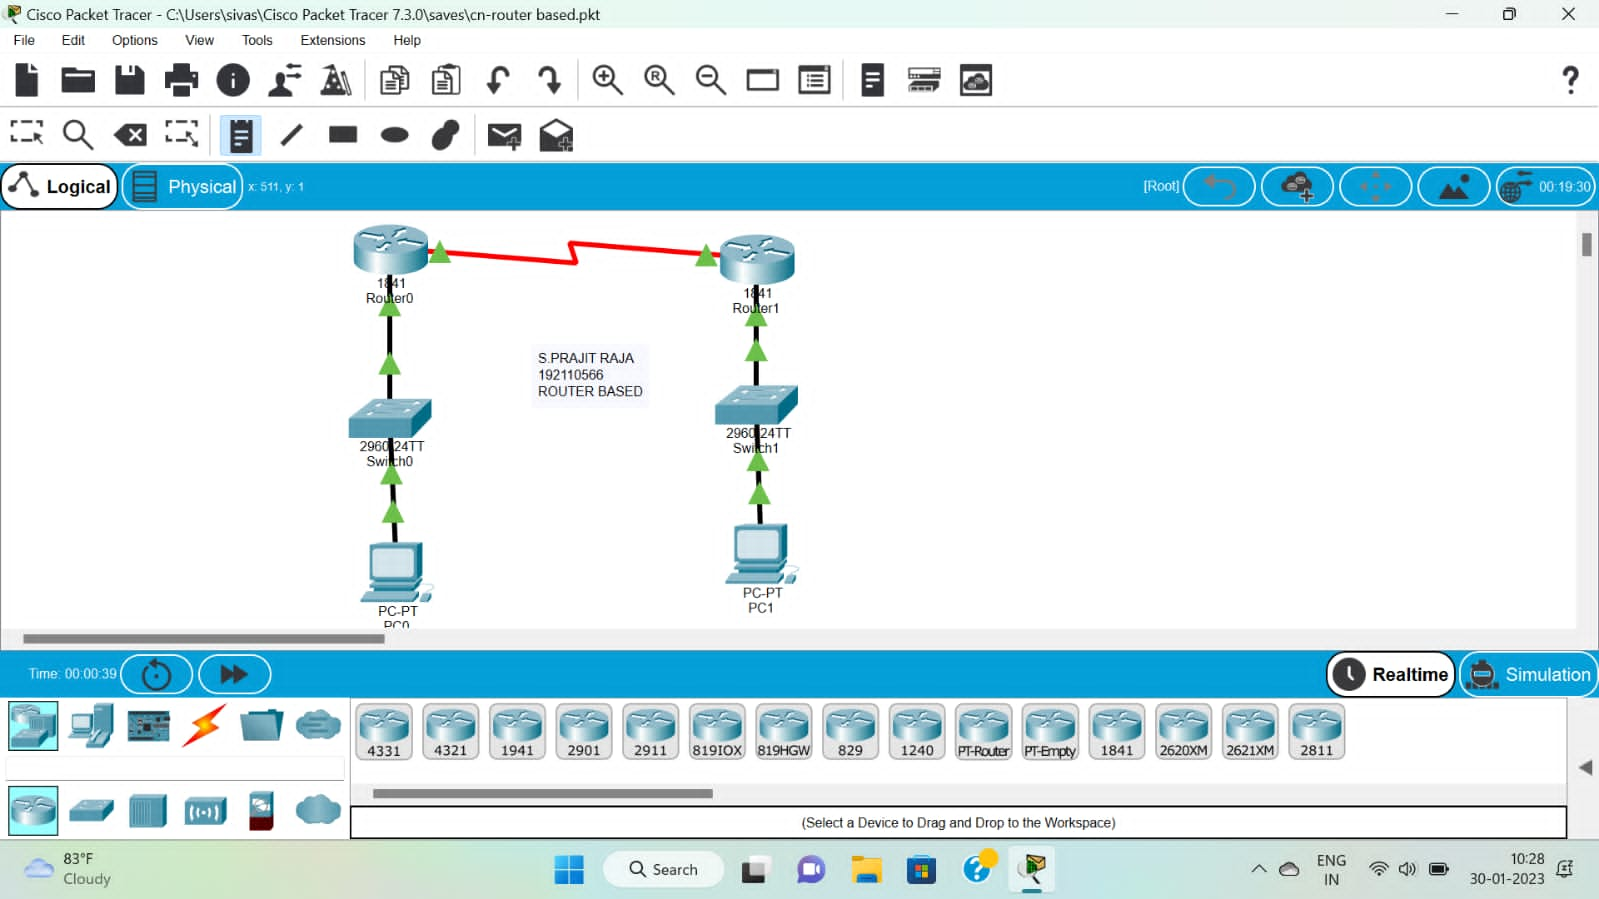 Cisco Packet Tracer - C:\Users\sivas\Cisco Packet Tracer 7.3.0\saves\cn-router based.pkt
File Edit Options View Tools Extensions Help
Logical Physical x: 511, y: 1 [Root] 00:19:30
1841
Router0
1841
Router1
S.PRAJIT RAJA
192110566
ROUTER BASED
2960-24TT
Switch0
2960-24TT
Switch1
PC-PT
PC0
PC-PT
PC1
Time: 00:00:39 Realtime Simulation
4331 4321 1941 2901 2911 819IOX 819HGW 829 1240 PT-Router PT-Empty 1841 2620XM 2621XM 2811
(Select a Device to Drag and Drop to the Workspace)
83°F
Cloudy
Search
ENG
IN
10:28
30-01-2023